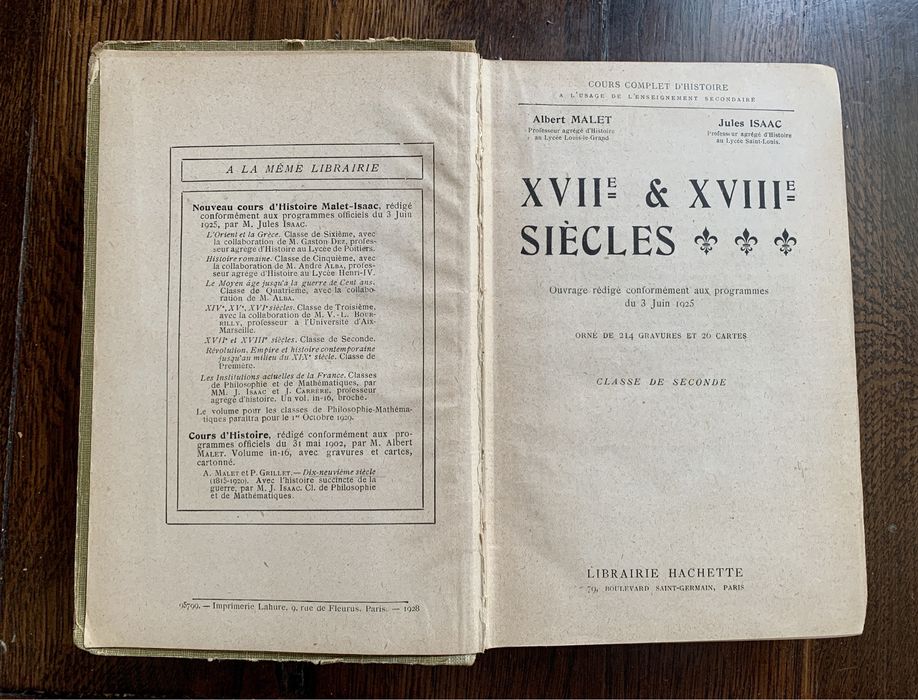 A LA MÊME LIBRAIRIE
Nouveau cours d'Histoire Malet-Isaac, rédigé
conformément aux programmes officiels du 3 Juin
1925, par M. Jules Isaac.
L'Orient et la Grèce. Classe de Sixième, avec
la collaboration de M. Gaston Dez, profes-
seur agrégé d'Histoire au Lycée de Poitiers.
Histoire romaine. Classe de Cinquième, avec
la collaboration de M. André Alba, profes-
seur agrégé d'Histoire au Lycée Henri-IV.
Le Moyen âge jusqu'à la guerre de Cent ans.
Classe de Quatrième, avec la collabo-
ration de M. Alba.
XIVe, XVe, XVIe siècles. Classe de Troisième,
avec la collaboration de M. V.-L. Bour-
rilly, professeur à l'Université d'Aix-
Marseille.
XVIIe et XVIIIe siècles. Classe de Seconde.
Révolution, Empire et histoire contemporaine
jusqu'au milieu du XIXe siècle. Classe de
Première.
Les Institutions actuelles de la France. Classes
de Philosophie et de Mathématiques, par
MM. J. Isaac et J. Carrère, professeur
agrégé d'histoire. Un vol. in-16, broché.
Le volume pour les classes de Philosophie-Mathéma-
tiques paraîtra pour le 1er Octobre 1929.
Cours d'Histoire, rédigé conformément aux pro-
grammes officiels du 31 mai 1902, par M. Albert
Malet. Volume in-16, avec gravures et cartes,
cartonné.
A. Malet et P. Grillet. — Dix-neuvième siècle
(1815-1920). Avec l'histoire succincte de la
guerre, par M. J. Isaac. Cl. de Philosophie
et de Mathématiques.
95799. — Imprimerie Lahure, 9, rue de Fleurus, Paris. — 1928
COURS COMPLET D'HISTOIRE
A L'USAGE DE L'ENSEIGNEMENT SECONDAIRE
Albert MALET
Professeur agrégé d'Histoire
au Lycée Louis-le-Grand
Jules ISAAC
Professeur agrégé d'Histoire
au Lycée Saint-Louis.
XVIIE & XVIIIE
SIÈCLES
Ouvrage rédigé conformément aux programmes
du 3 Juin 1925
ORNÉ DE 214 GRAVURES ET 26 CARTES
CLASSE DE SECONDE
LIBRAIRIE HACHETTE
79, BOULEVARD SAINT-GERMAIN, PARIS